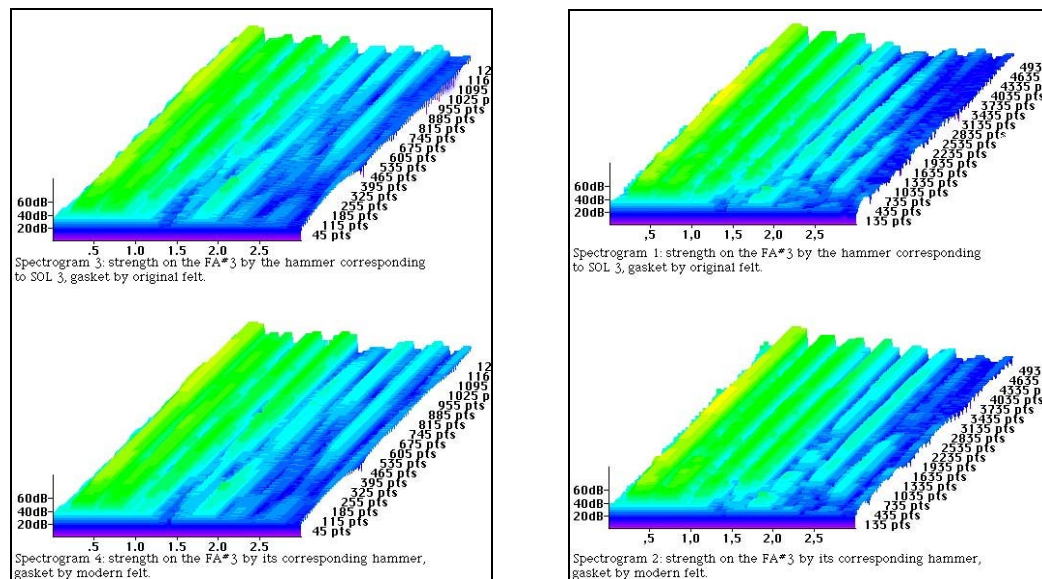 12
116
1095
1025 p
955 pts
885 pts
815 pts
745 pts
675 pts
605 pts
535 pts
465 pts
395 pts
325 pts
255 pts
185 pts
115 pts
45 pts
60dB
40dB
20dB
,5 1.0 1.5 2.0 2.5
Spectrogram 3: strength on the FA#3 by the hammer corresponding
to SOL 3, gasket by original felt.
12
116
1095
1025 p
955 pts
885 pts
815 pts
745 pts
675 pts
605 pts
535 pts
465 pts
395 pts
325 pts
255 pts
185 pts
115 pts
45 pts
60dB
40dB
20dB
,5 1.0 1.5 2.0 2.5
Spectrogram 4: strength on the FA#3 by its corresponding hammer,
gasket by modern felt.
493
4635
4335 p
4035 pts
3735 pts
3435 pts
3135 pts
2835 pts
2535 pts
2235 pts
1935 pts
1635 pts
1335 pts
1035 pts
735 pts
435 pts
135 pts
60dB
40dB
20dB
,5 1,0 1,5 2,0 2,5
Spectrogram 1: strength on the FA#3 by the hammer corresponding
to SOL 3, gasket by original felt.
493
4635
4335 p
4035 pts
3735 pts
3435 pts
3135 pts
2835 pts
2535 pts
2235 pts
1935 pts
1635 pts
1335 pts
1035 pts
735 pts
435 pts
135 pts
60dB
40dB
20dB
,5 1,0 1,5 2,0 2,5
Spectrogram 2: strength on the FA#3 by its corresponding hammer,
gasket by modern felt.